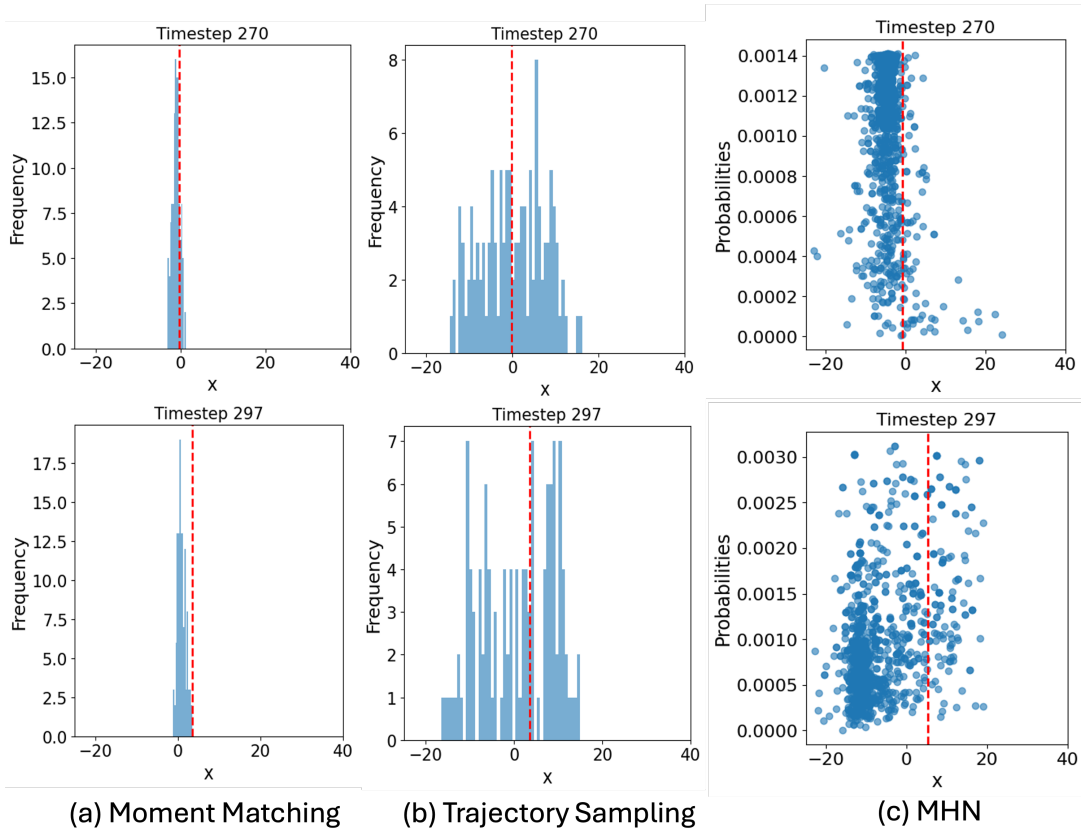 Timestep 270
15.0
12.5
10.0
7.5
5.0
2.5
0.0
Frequency
−20 0 20 40
x
Timestep 270
8
6
4
2
0
Frequency
−20 0 20 40
x
Timestep 270
0.0014
0.0012
0.0010
0.0008
0.0006
0.0004
0.0002
0.0000
Probabilities
−20 0 20 40
x
Timestep 297
17.5
15.0
12.5
10.0
7.5
5.0
2.5
0.0
Frequency
−20 0 20 40
x
Timestep 297
7
6
5
4
3
2
1
0
Frequency
−20 0 20 40
x
Timestep 297
0.0030
0.0025
0.0020
0.0015
0.0010
0.0005
0.0000
Probabilities
−20 0 20 40
x
(a) Moment Matching
(b) Trajectory Sampling
(c) MHN